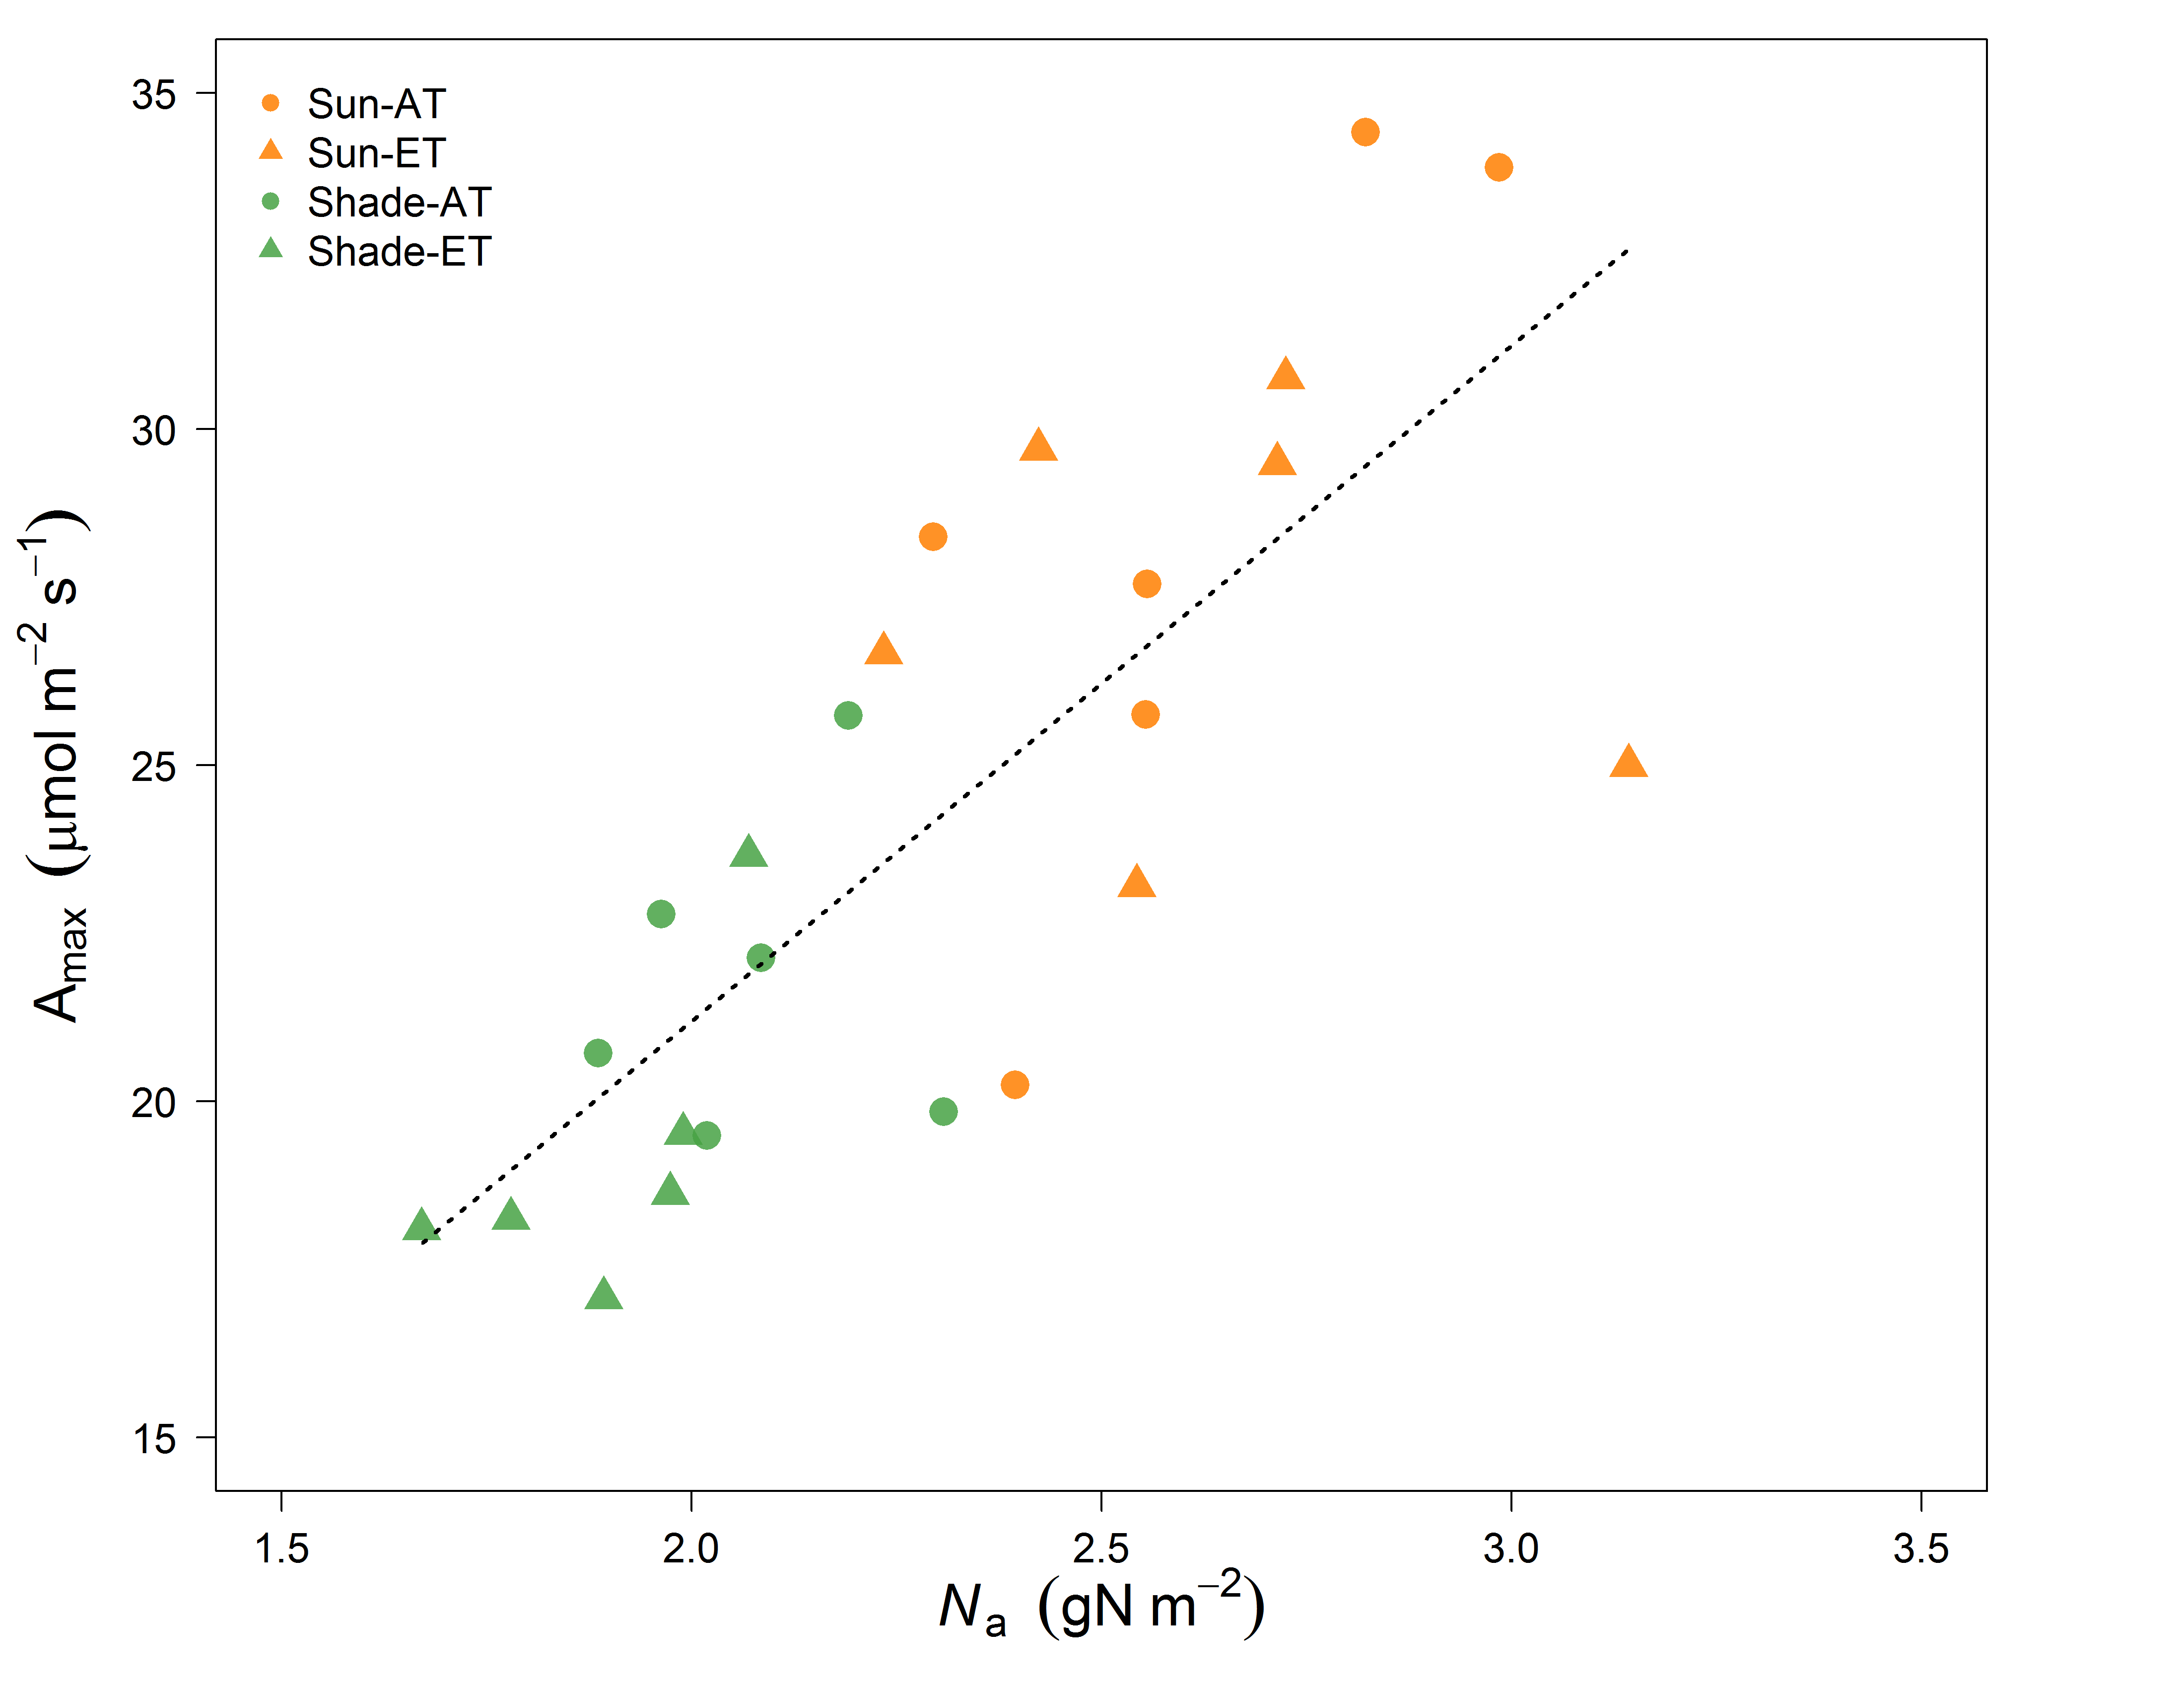 35
30
25
20
15
Sun-AT
Sun-ET
Shade-AT
Shade-ET
Amax (μmol m−2 s−1)
1.5 2.0 2.5 3.0 3.5
Na (gN m−2)